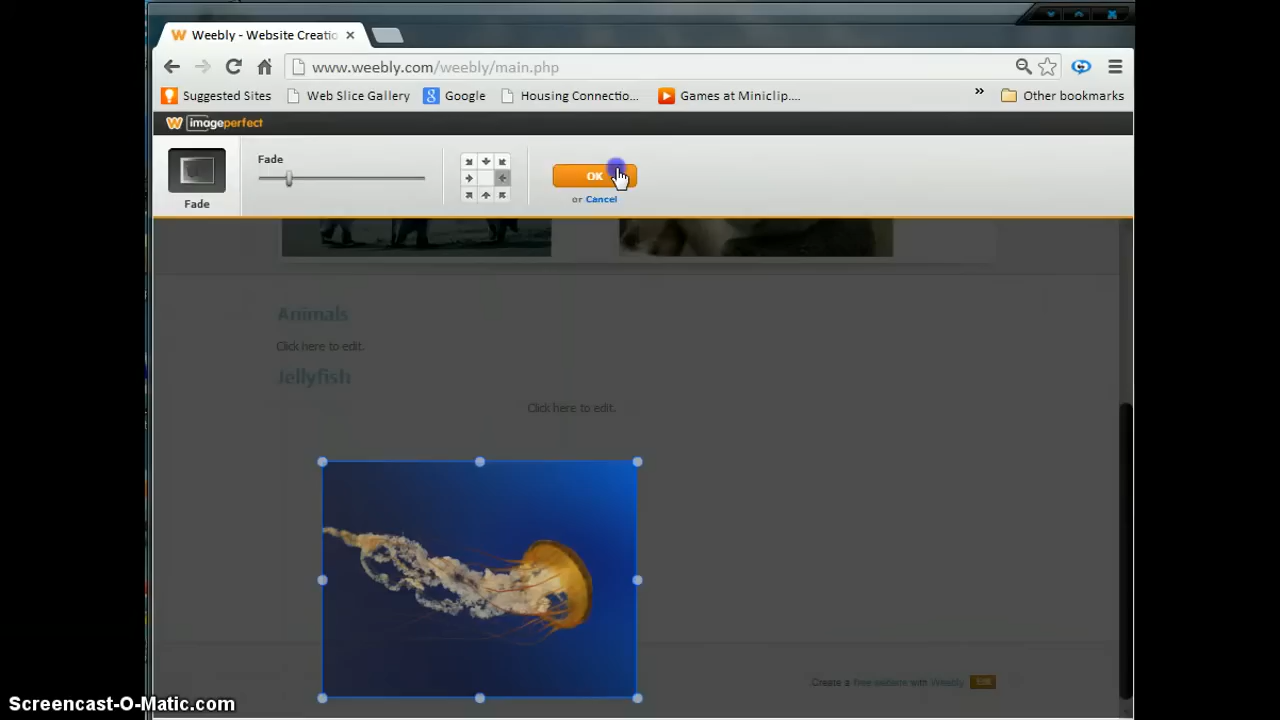 Weebly - Website Creatio
www.weebly.com/weebly/main.php
Suggested Sites
Web Slice Gallery
Google
Housing Connectio...
Games at Miniclip....
»
Other bookmarks
imageperfect
Fade
Fade
OK
or Cancel
Animals
Click here to edit.
Jellyfish
Click here to edit.
Create a free website with Weebly
Screencast-O-Matic.com